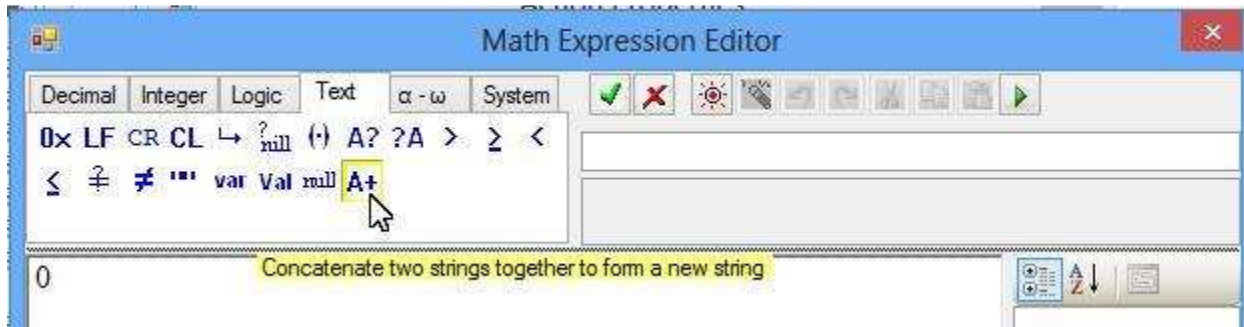 Math Expression Editor
Decimal Integer Logic Text α - ω System
0x LF CR CL ↵ ?nill (·) A? ?A > ≥ <
≤ ≟ ≠ "" var Val null A+
Concatenate two strings together to form a new string
0
A Z